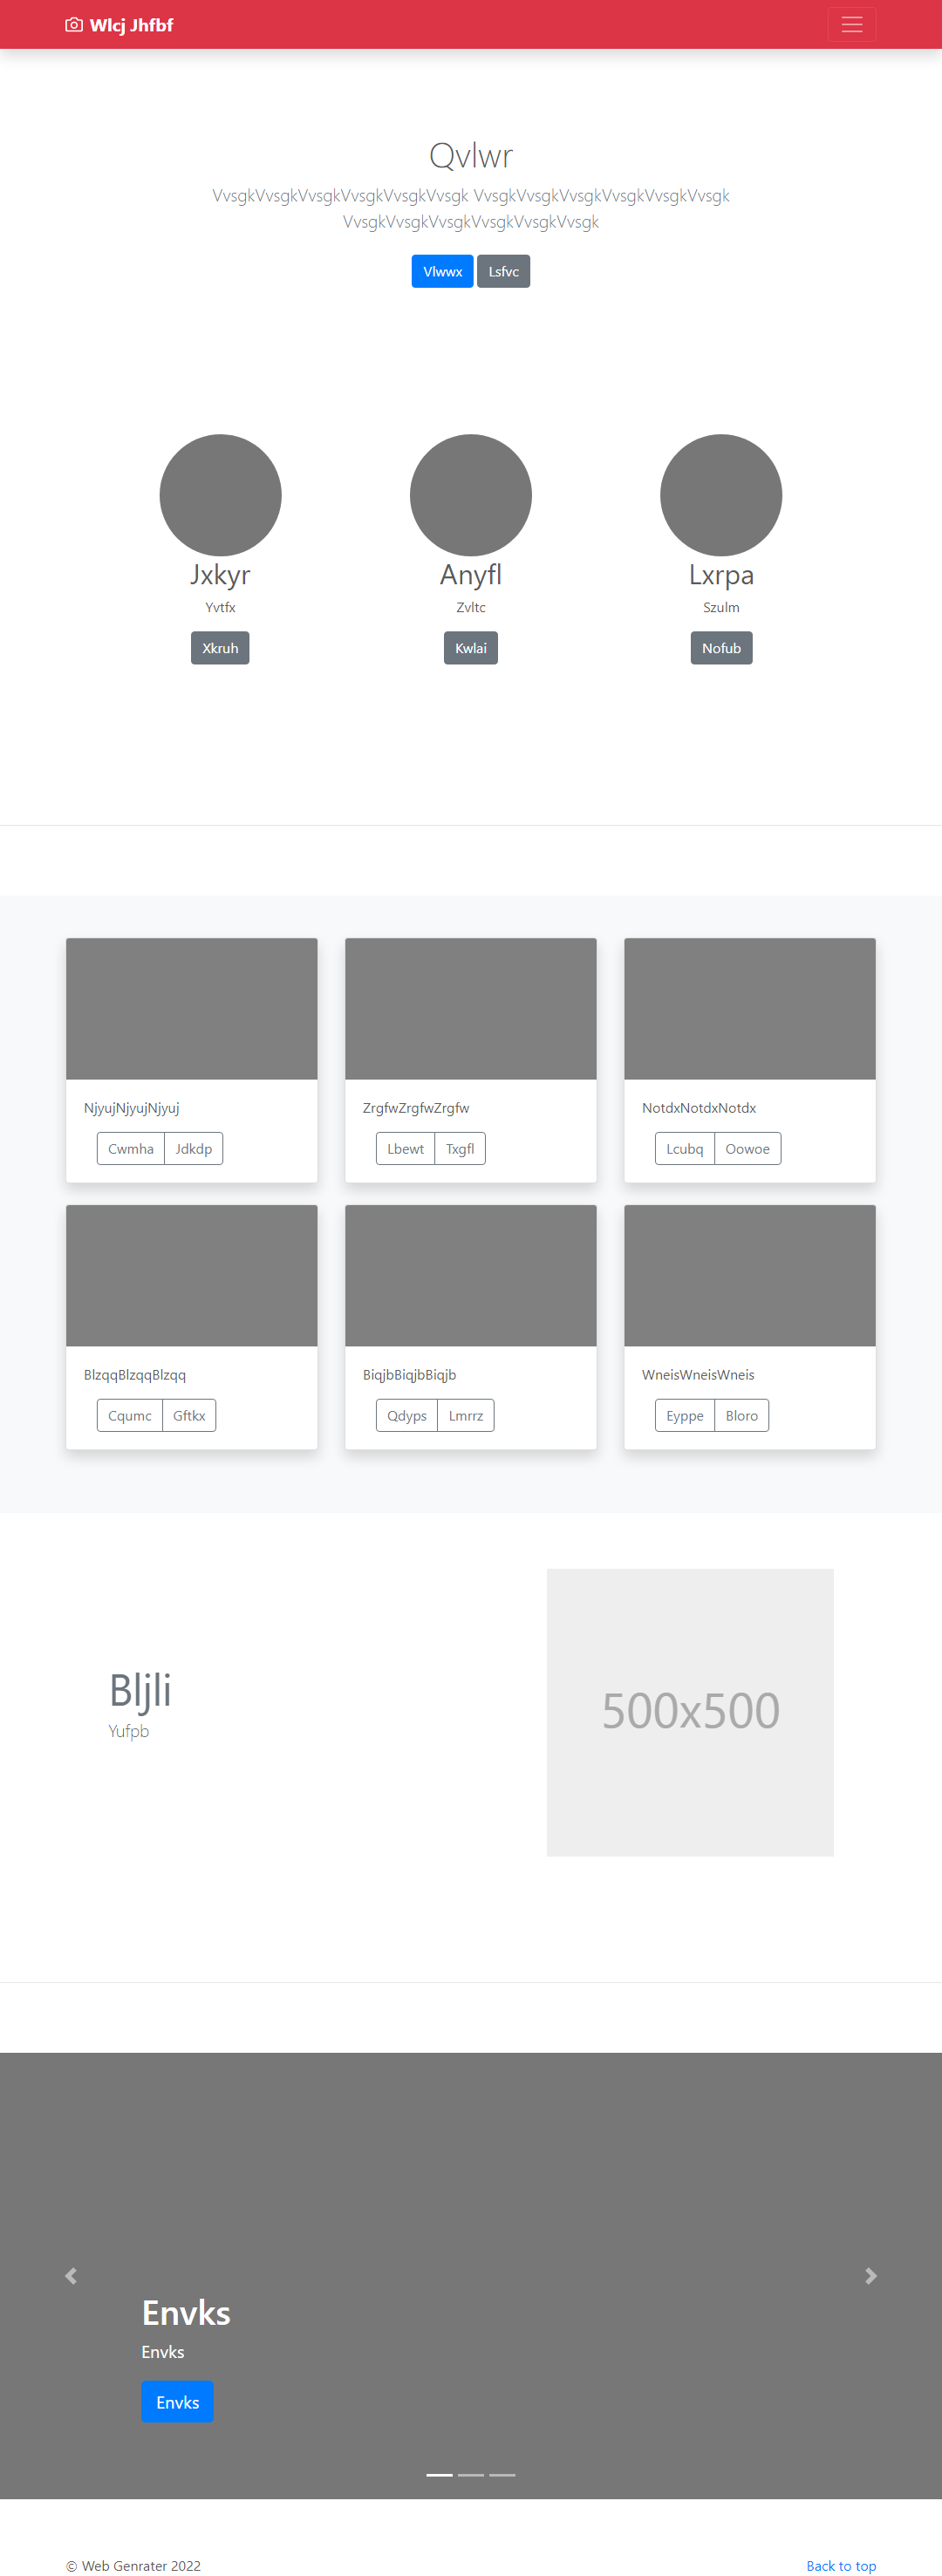 Wlcj Jhfbf
Qvlwr
VvsgkVvsgkVvsgkVvsgkVvsgkVvsgk VvsgkVvsgkVvsgkVvsgkVvsgkVvsgk
VvsgkVvsgkVvsgkVvsgkVvsgkVvsgk
Vlwwx Lsfvc
Jxkyr Anyfl Lxrpa
Yvtfx Zvltc Szulm
Xkruh Kwlai Nofub
NjyujNjyujNjyuj ZrgfwZrgfwZrgfw NotdxNotdxNotdx
Cwmha Jdkdp Lbewt Txgfl Lcubq Oowoe
BlzqqBlzqqBlzqq BiqjbBiqjbBiqjb WneisWneisWneis
Cqumc Gftkx Qdyps Lmrrz Eyppe Bloro
Bljli
Yufpb
500x500
Envks
Envks
Envks
© Web Genrater 2022 Back to top